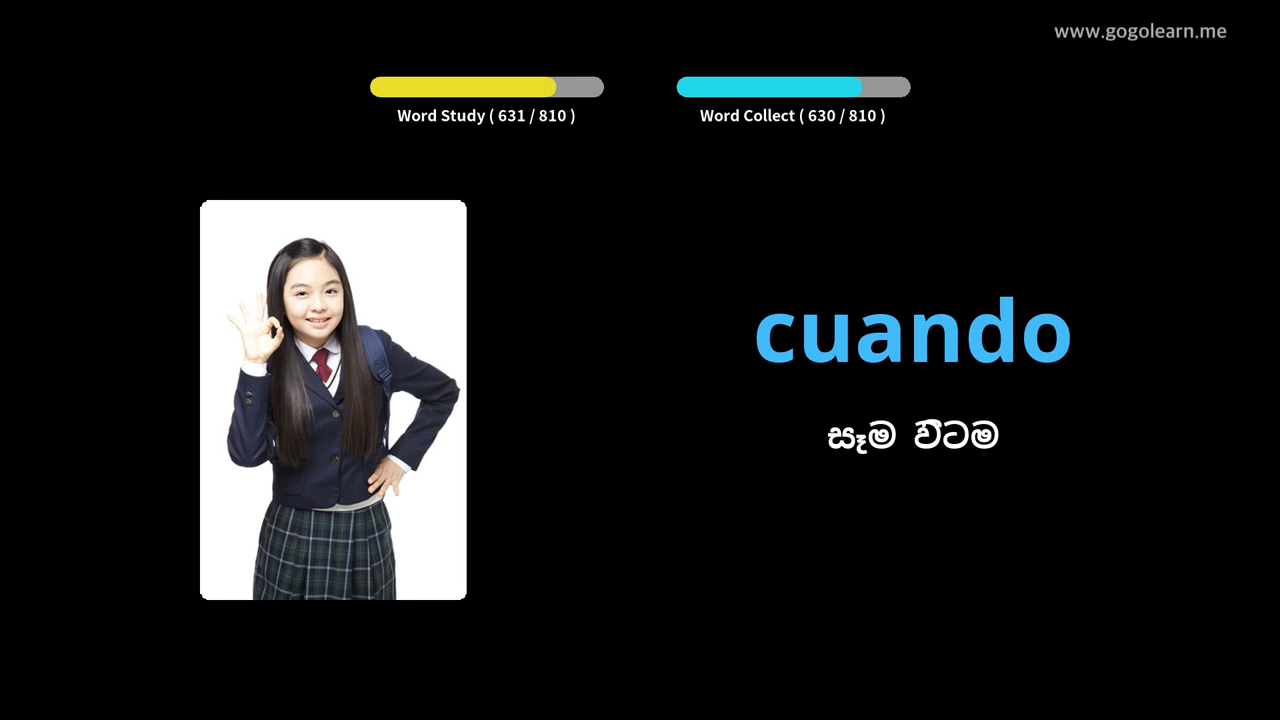 www.gogolearn.me
Word Study ( 631 / 810 )
Word Collect ( 630 / 810 )
cuando
සෑම විටම